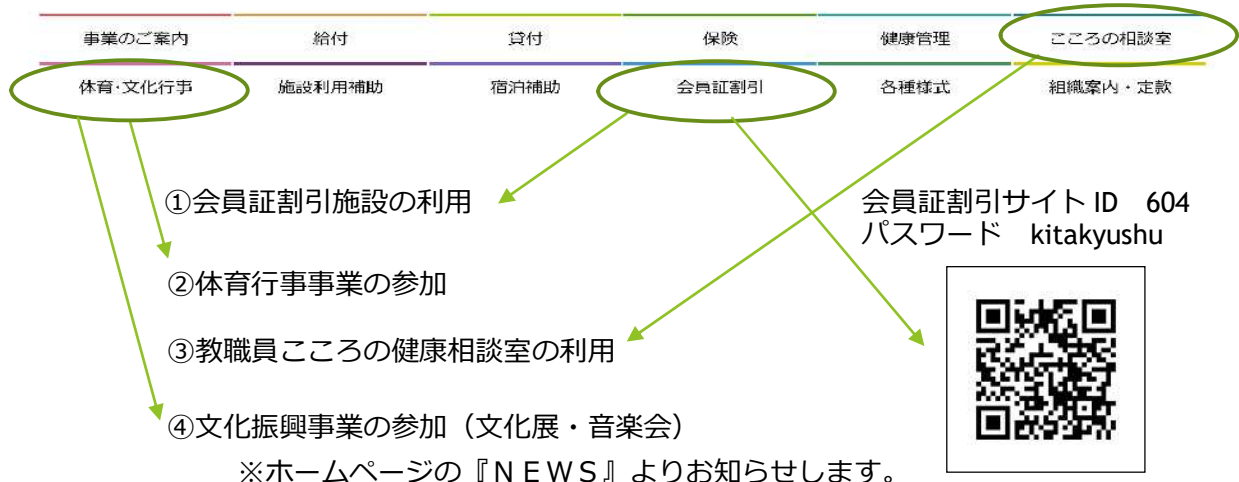 事業のご案内 給付 貸付 保険 健康管理 こころの相談室
体育・文化行事 施設利用補助 宿泊補助 会員証割引 各種様式 組織案内・定款
①会員証割引施設の利用
会員証割引サイト ID 604
パスワード kitakyushu
②体育行事事業の参加
③教職員こころの健康相談室の利用
④文化振興事業の参加（文化展・音楽会）
※ホームページの『ＮＥＷＳ』よりお知らせします。